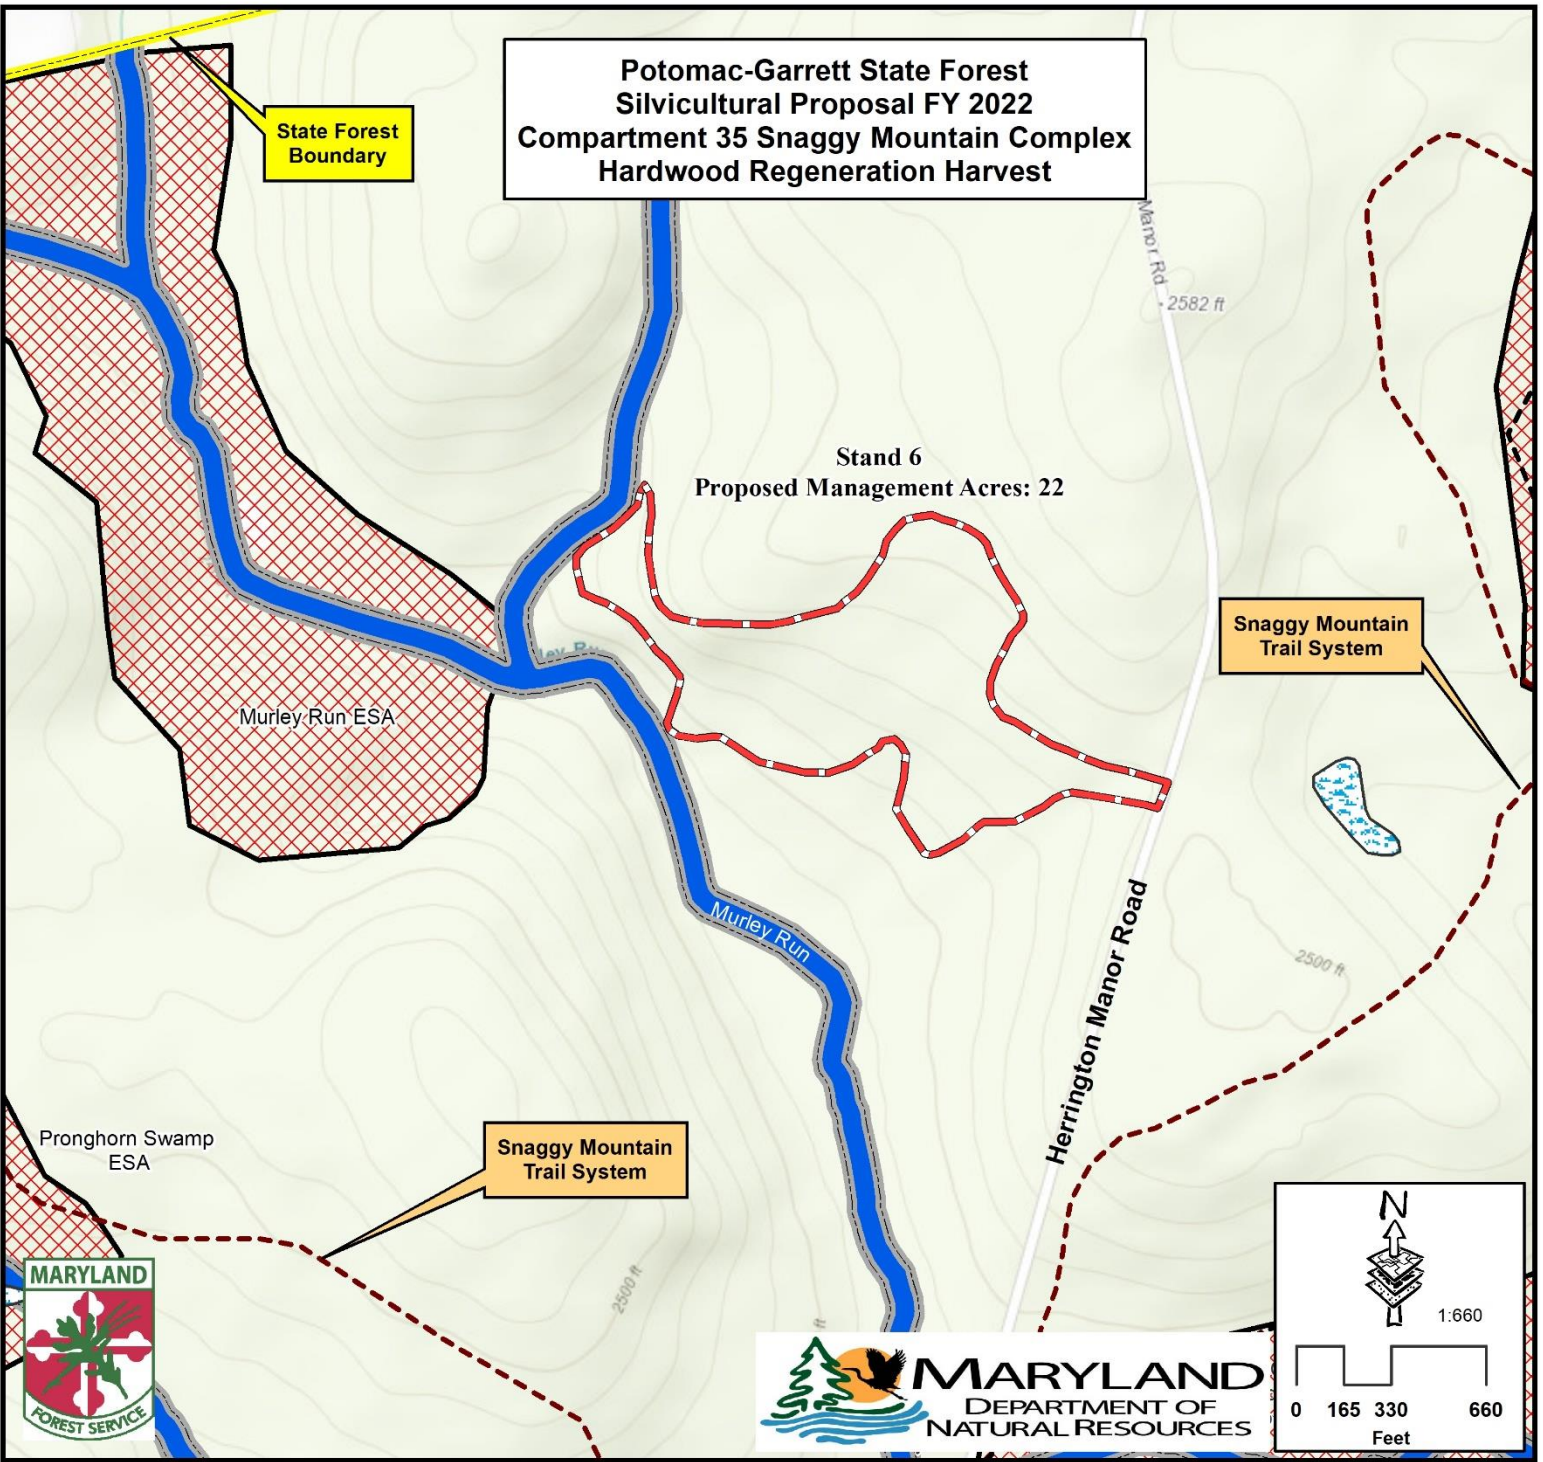 Potomac-Garrett State Forest
Silvicultural Proposal FY 2022
Compartment 35 Snaggy Mountain Complex
Hardwood Regeneration Harvest
State Forest
Boundary
Manor Rd
2582 ft
Stand 6
Proposed Management Acres: 22
Snaggy Mountain
Trail System
Murley Run ESA
Murley Run
Herrington Manor Road
2500 ft
Pronghorn Swamp
ESA
Snaggy Mountain
Trail System
2500 ft
ft
N
1:660
0 165 330 660
Feet
MARYLAND
FOREST SERVICE
MARYLAND
DEPARTMENT OF
NATURAL RESOURCES